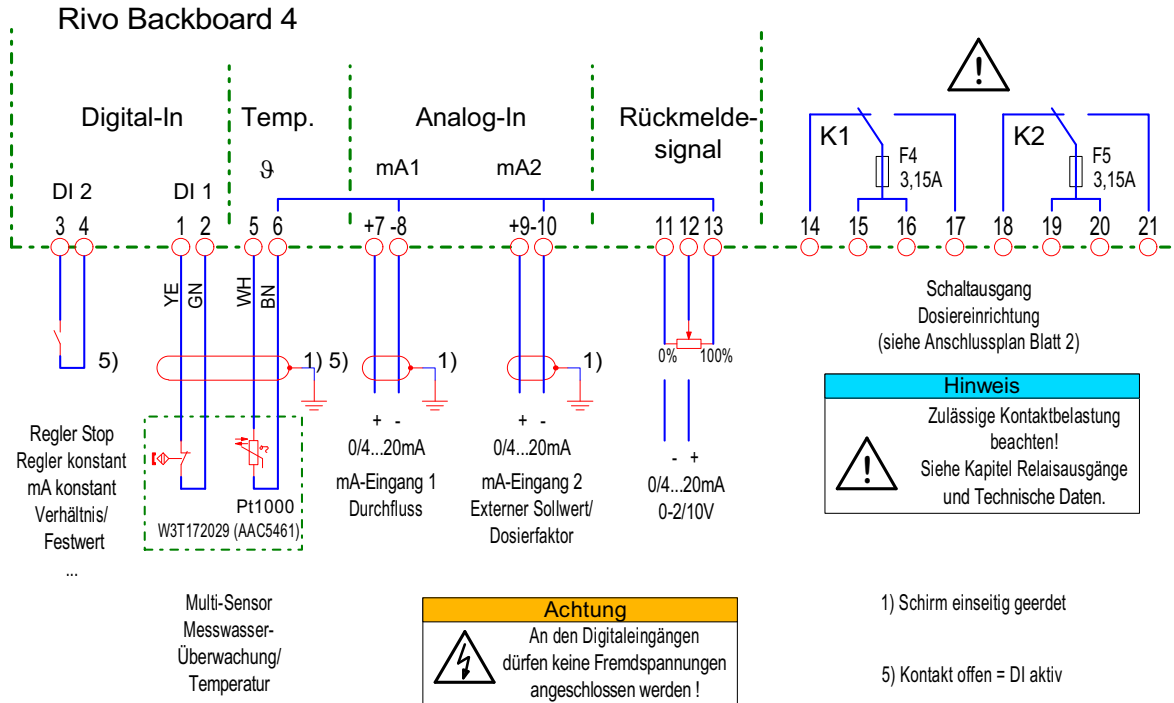 Rivo Backboard 4
Digital-In
Temp.
Analog-In
Rückmelde-
signal
ϑ
mA1
mA2
DI 2
DI 1
K1
F4
3,15A
K2
F5
3,15A
3 4
1 2
5 6
+7 -8
+9 -10
11 12 13
14 15 16 17 18 19 20 21
YE
GN
WH
BN
5)
1)
5)
1)
1)
0% 100%
Schaltausgang
Dosiereinrichtung
(siehe Anschlussplan Blatt 2)
Regler Stop
Regler konstant
mA konstant
Verhältnis/
Festwert
...
ϑ
Pt1000
W3T172029 (AAC5461)
+ -
0/4...20mA
mA-Eingang 1
Durchfluss
+ -
0/4...20mA
mA-Eingang 2
Externer Sollwert/
Dosierfaktor
- +
0/4...20mA
0-2/10V
Hinweis
Zulässige Kontaktbelastung
beachten!
Siehe Kapitel Relaisausgänge
und Technische Daten.
Multi-Sensor
Messwasser-
Überwachung/
Temperatur
Achtung
An den Digitaleingängen
dürfen keine Fremdspannungen
angeschlossen werden !
1) Schirm einseitig geerdet
5) Kontakt offen = DI aktiv